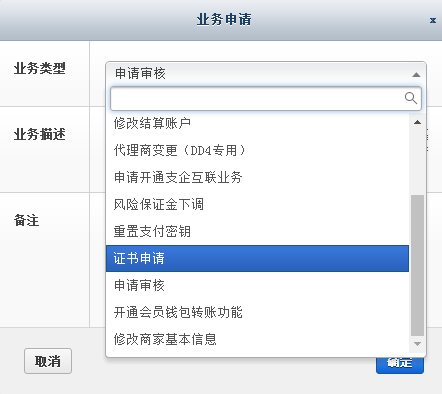 业务申请 x
业务类型
申请审核
修改结算账户
业务描述
代理商变更（DD4专用）
申请开通支企互联业务
风险保证金下调
备注
重置支付密钥
证书申请
申请审核
开通会员钱包转账功能
修改商家基本信息
取消
确定